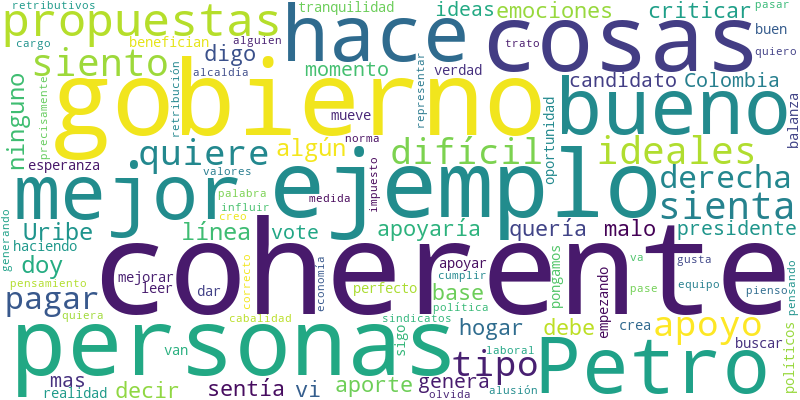 retributivos
tranquilidad
ideas
emociones
criticar
pasar
propuestas
hace
cosas
cargo
benefician
alguien
digo
trato
buen
quiero
siento
alcaldía
momento
verdad
candidato
Colombia
gobierno
bueno
ninguno
precisamente
retribución
representar
oportunidad
balanza
mueve
norma
quiere
algún
difícil
ideales
esperanza
valores
mejor
ejemplo
derecha
palabra
influir
creo
medida
impuesto
sienta
Uribe
línea
vote
apoyaría
quería
malo
presidente
haciendo
generando
coherente
doy
pensamiento
mejorar
leer
dar
correcto
economía
perfecto
apoyar
cumplir
base
política
pongamos
empezando
va
pase
gusta
equipo
pienso
pensando
pagar
quiera
cabalidad
sindicatos
sigo
hogar
laboral
debe
crea
apoyo
buscar
políticos
personas
van
tipo
Petro
mas
realidad
decir
sentía
vi
aporte
genera
olvida
alusión